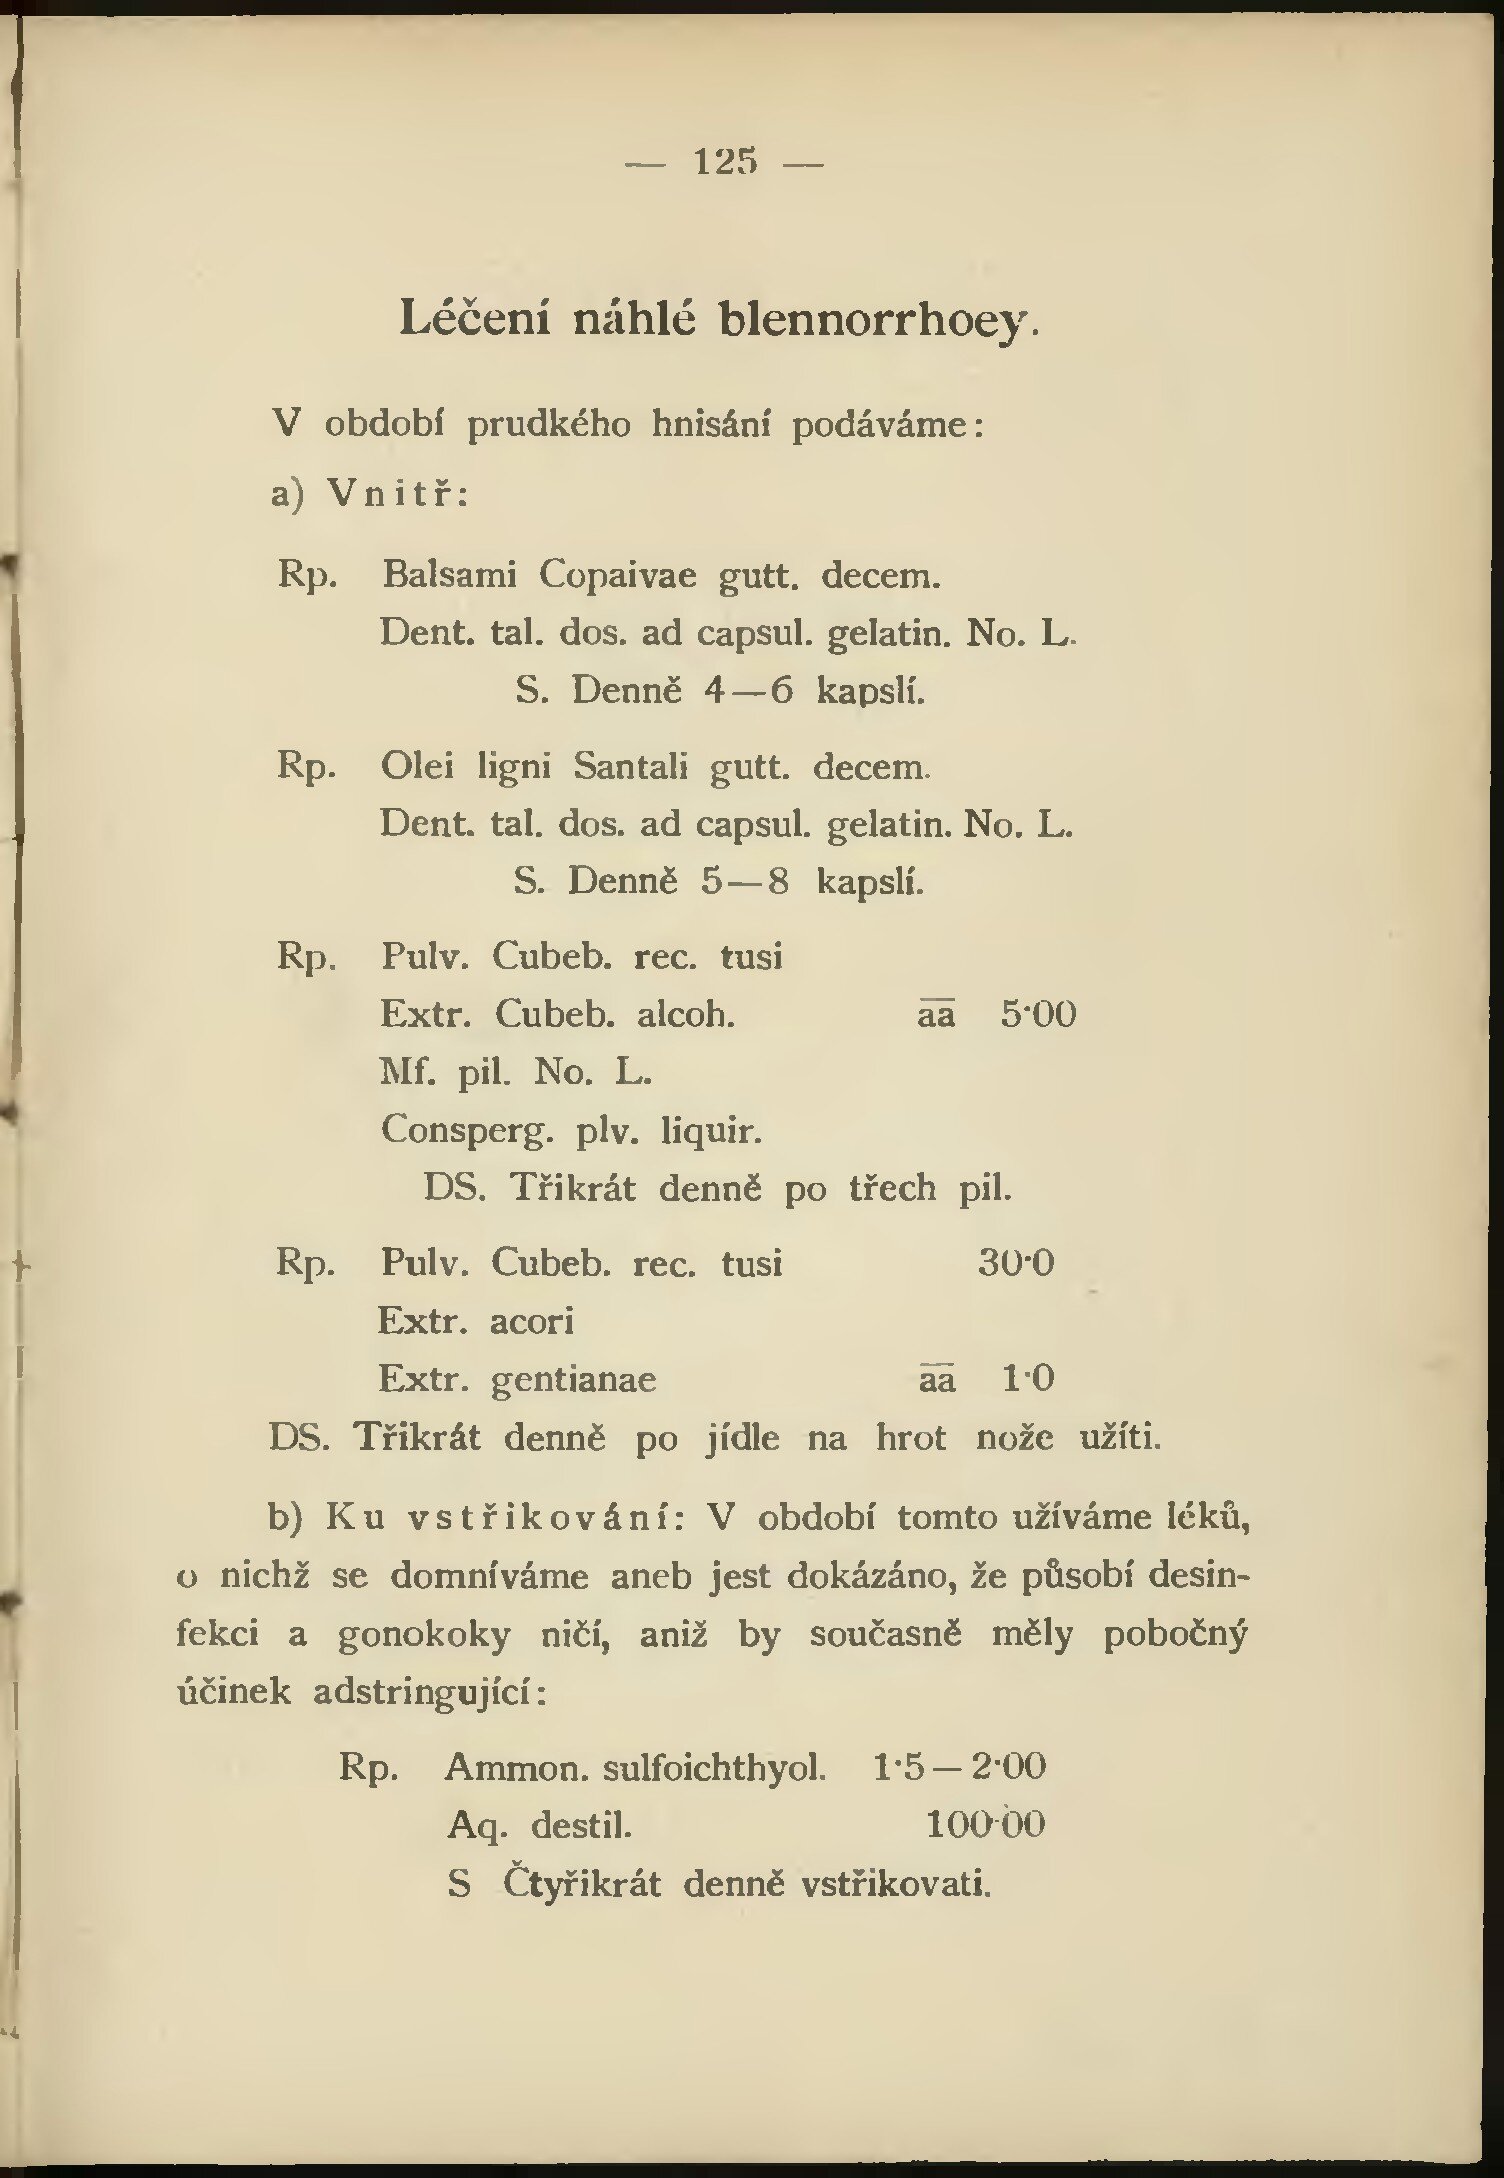 — 125 —
Léčení náhlé blennorrhoey.
V období prudkého hnisání podáváme:
a) Vnitř:
Rp. Balsami Copaivae gutt. decem.
Dent. tal. dos. ad capsul. gelatin. No. L.
S. Denně 4—6 kapslí.
Rp. Olei ligni Santali gutt. decem.
Dent. tal. dos. ad capsul. gelatin. No. L.
S. Denně 5—8 kapslí.
Rp. Pulv. Cubeb. rec. tusi
Extr. Cubeb. alcoh. a̅a̅ 5·00
Mf. pil. No. L.
Consperg. plv. liquir.
DS. Třikrát denně po třech pil.
Rp. Pulv. Cubeb. rec. tusi 30·0
Extr. acori
Extr. gentianae a̅a̅ 1·0
DS. Třikrát denně po jídle na hrot nože užíti.
b) Ku vstřikování: V období tomto užíváme léků,
o nichž se domníváme aneb jest dokázáno, že působí desin-
fekci a gonokoky ničí, aniž by současně měly pobočný
účinek adstringující:
Rp. Ammon. sulfoichthyol. 1·5—2·00
Aq. destil. 100·00
S Čtyřikrát denně vstřikovati.